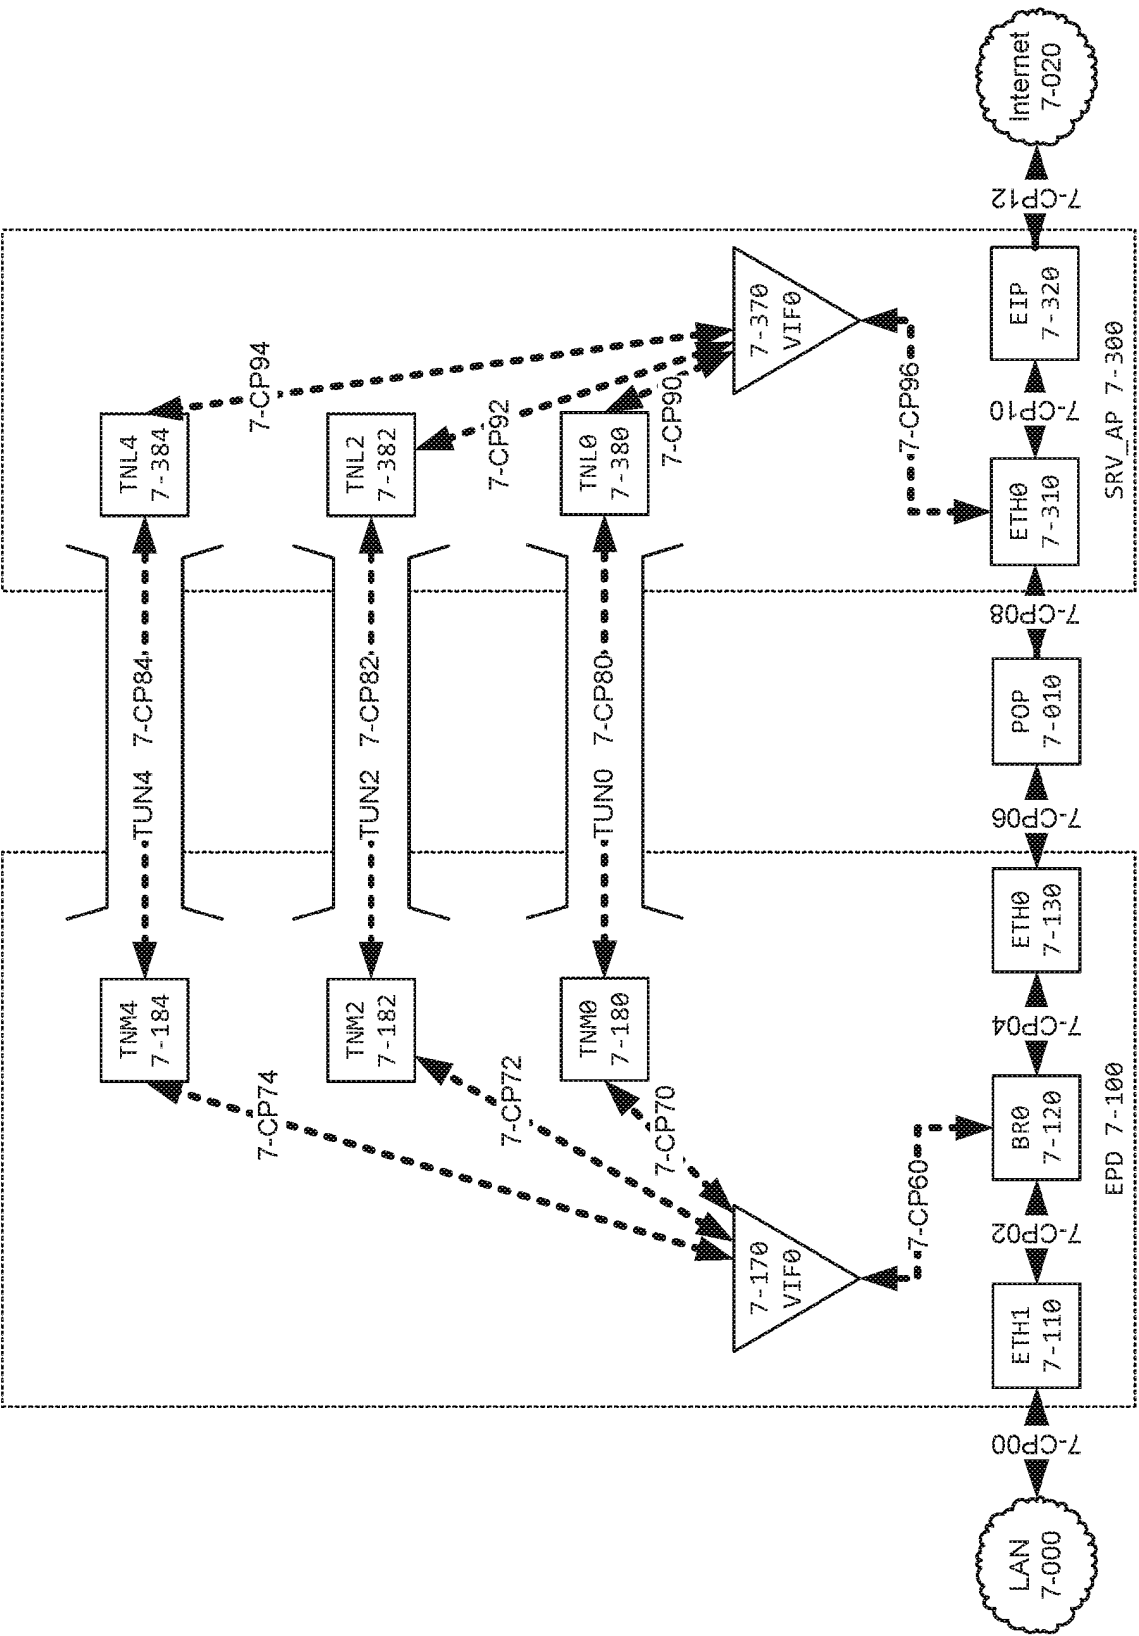 TNM4
7-184
TUN4
7-CP84
TNL4
7-384
7-CP74
7-CP94
TNM2
7-182
TUN2
7-CP82
TNL2
7-382
7-CP72
7-CP92
TNM0
7-180
TUN0
7-CP80
TNL0
7-380
7-CP70
7-CP90
7-170
VIF0
7-370
VIF0
7-CP60
7-CP96
LAN
7-000
7-CP00
ETH1
7-110
7-CP02
BR0
7-120
7-CP04
ETH0
7-130
7-CP06
POP
7-010
7-CP08
ETH0
7-310
7-CP10
EIP
7-320
7-CP12
Internet
7-020
EPD 7-100
SRV_AP 7-300